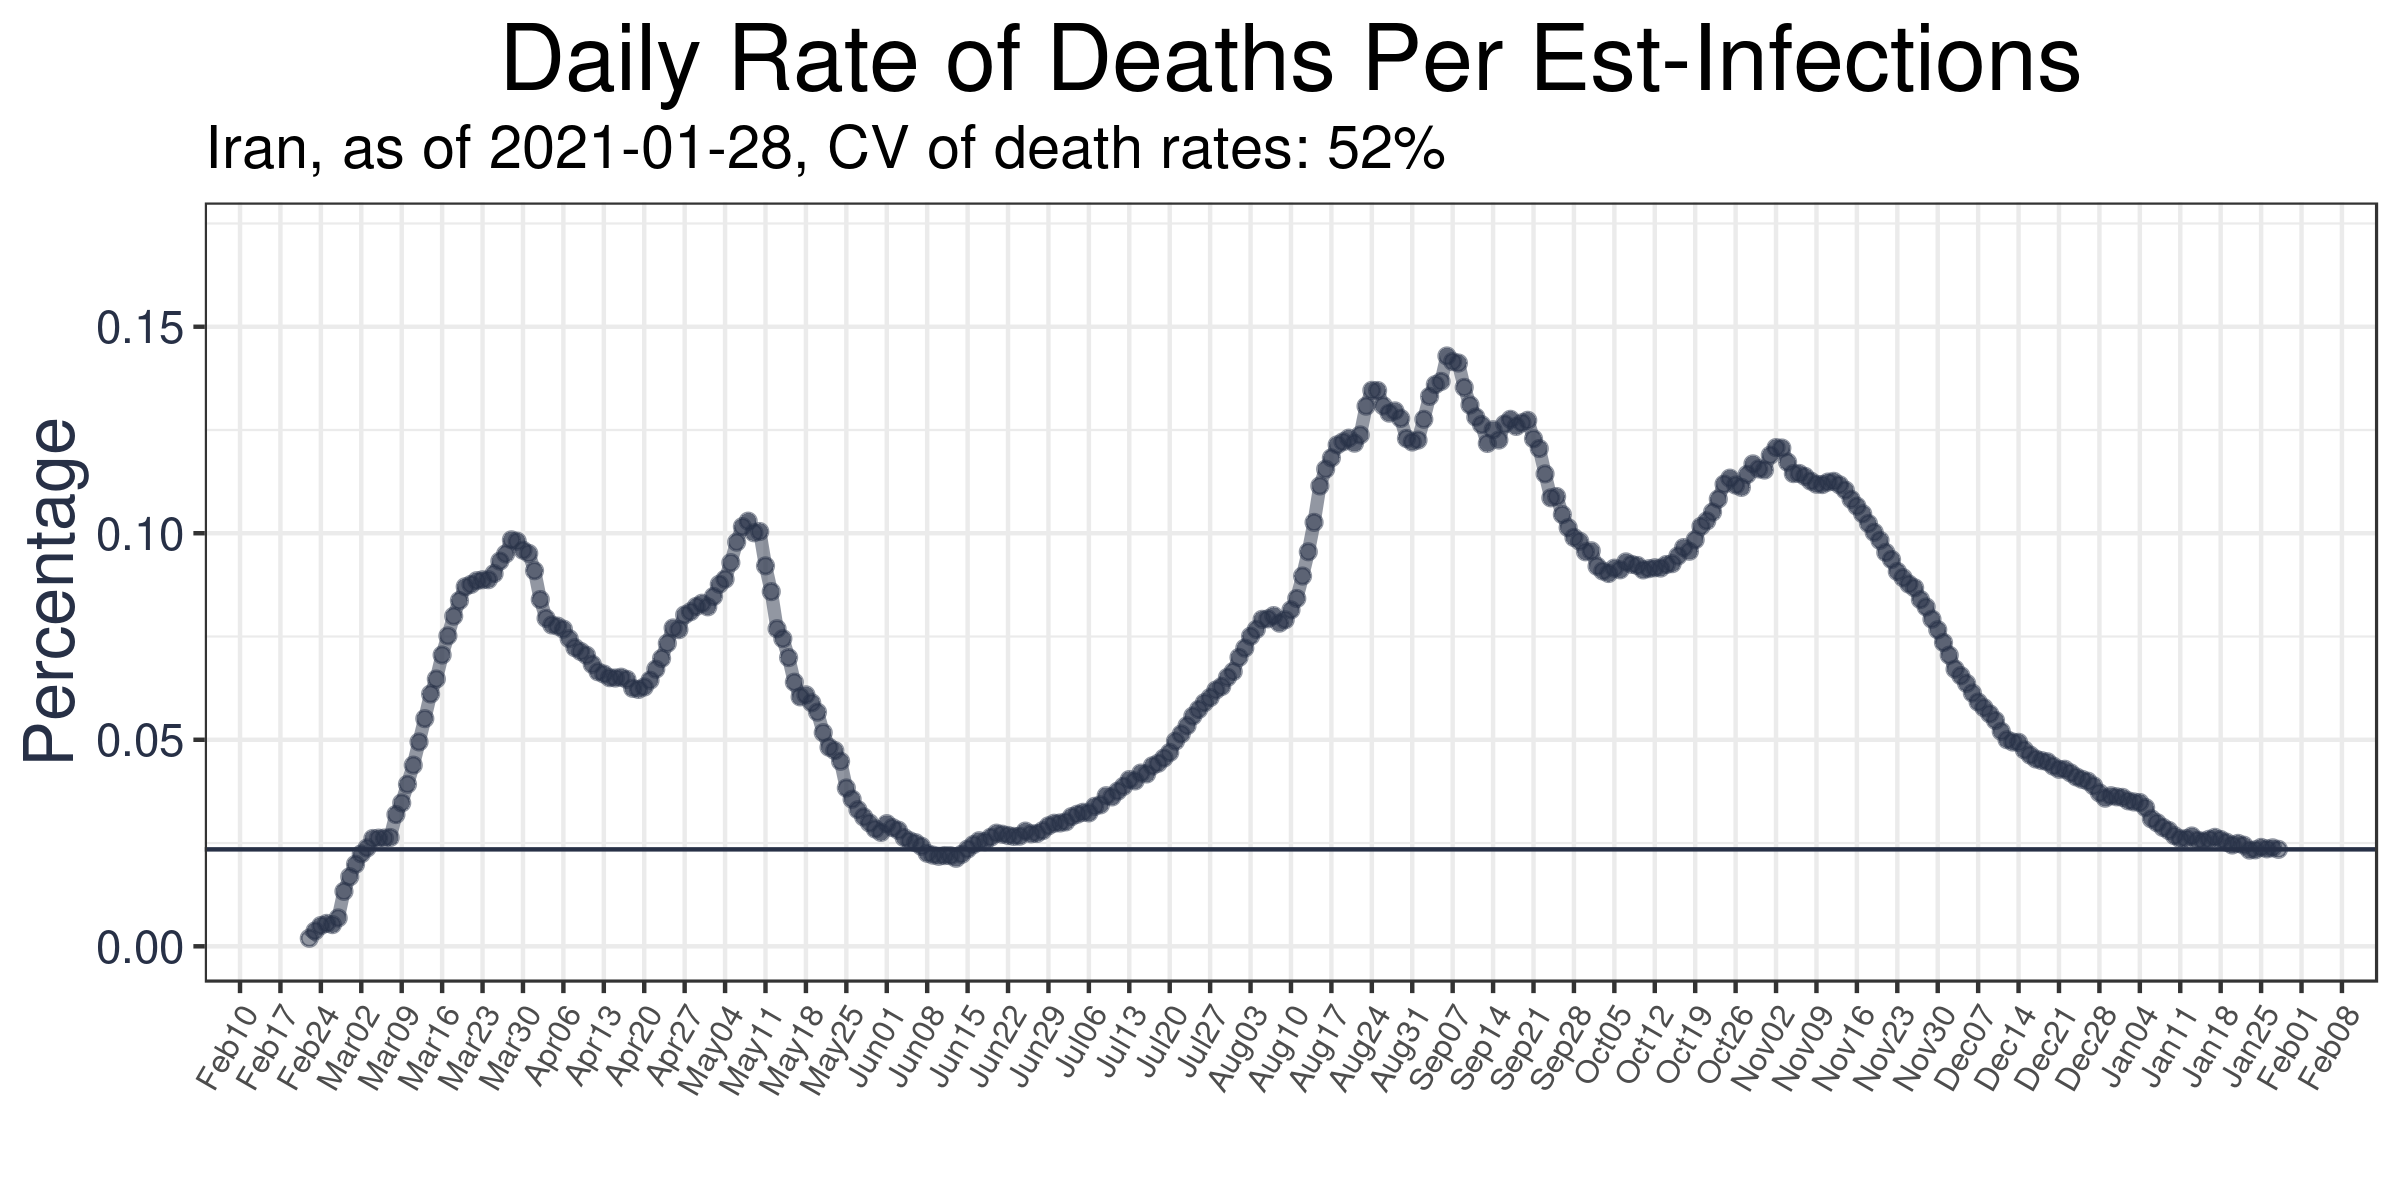 Daily Rate of Deaths Per Est-Infections
Iran, as of 2021-01-28, CV of death rates: 52%
Percentage
0.15
0.10
0.05
0.00
Feb10
Feb17
Feb24
Mar02
Mar09
Mar16
Mar23
Mar30
Apr06
Apr13
Apr20
Apr27
May04
May11
May18
May25
Jun01
Jun08
Jun15
Jun22
Jun29
Jul06
Jul13
Jul20
Jul27
Aug03
Aug10
Aug17
Aug24
Aug31
Sep07
Sep14
Sep21
Sep28
Oct05
Oct12
Oct19
Oct26
Nov02
Nov09
Nov16
Nov23
Nov30
Dec07
Dec14
Dec21
Dec28
Jan04
Jan11
Jan18
Jan25
Feb01
Feb08